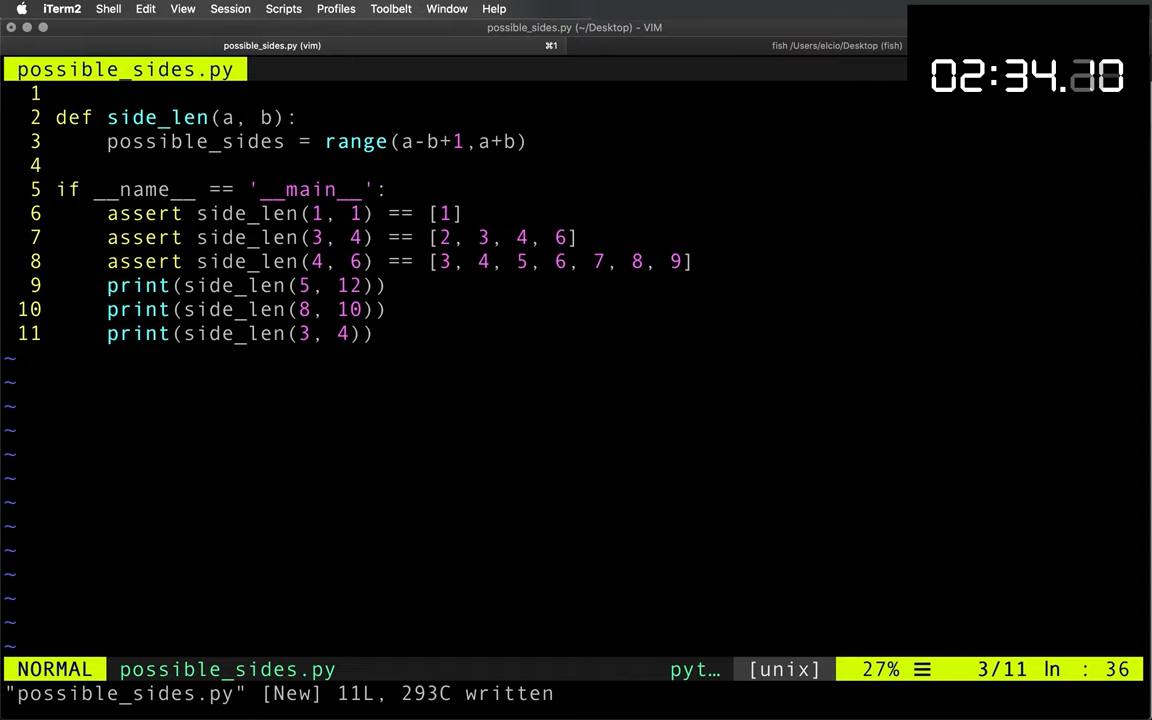 iTerm2 Shell Edit View Session Scripts Profiles Toolbelt Window Help
possible_sides.py (~/Desktop) - VIM
possible_sides.py (vim) ⌘1 fish /Users/elcio/Desktop (fish)
02:34.10
possible_sides.py
1
2 def side_len(a, b):
3     possible_sides = range(a-b+1,a+b)
4
5 if __name__ == '__main__':
6     assert side_len(1, 1) == [1]
7     assert side_len(3, 4) == [2, 3, 4, 6]
8     assert side_len(4, 6) == [3, 4, 5, 6, 7, 8, 9]
9     print(side_len(5, 12))
10     print(side_len(8, 10))
11     print(side_len(3, 4))
~
~
~
~
~
~
~
~
~
~
~
~
~
NORMAL possible_sides.py pyt… [unix] 27% ☰ 3/11 ln : 36
"possible_sides.py" [New] 11L, 293C written